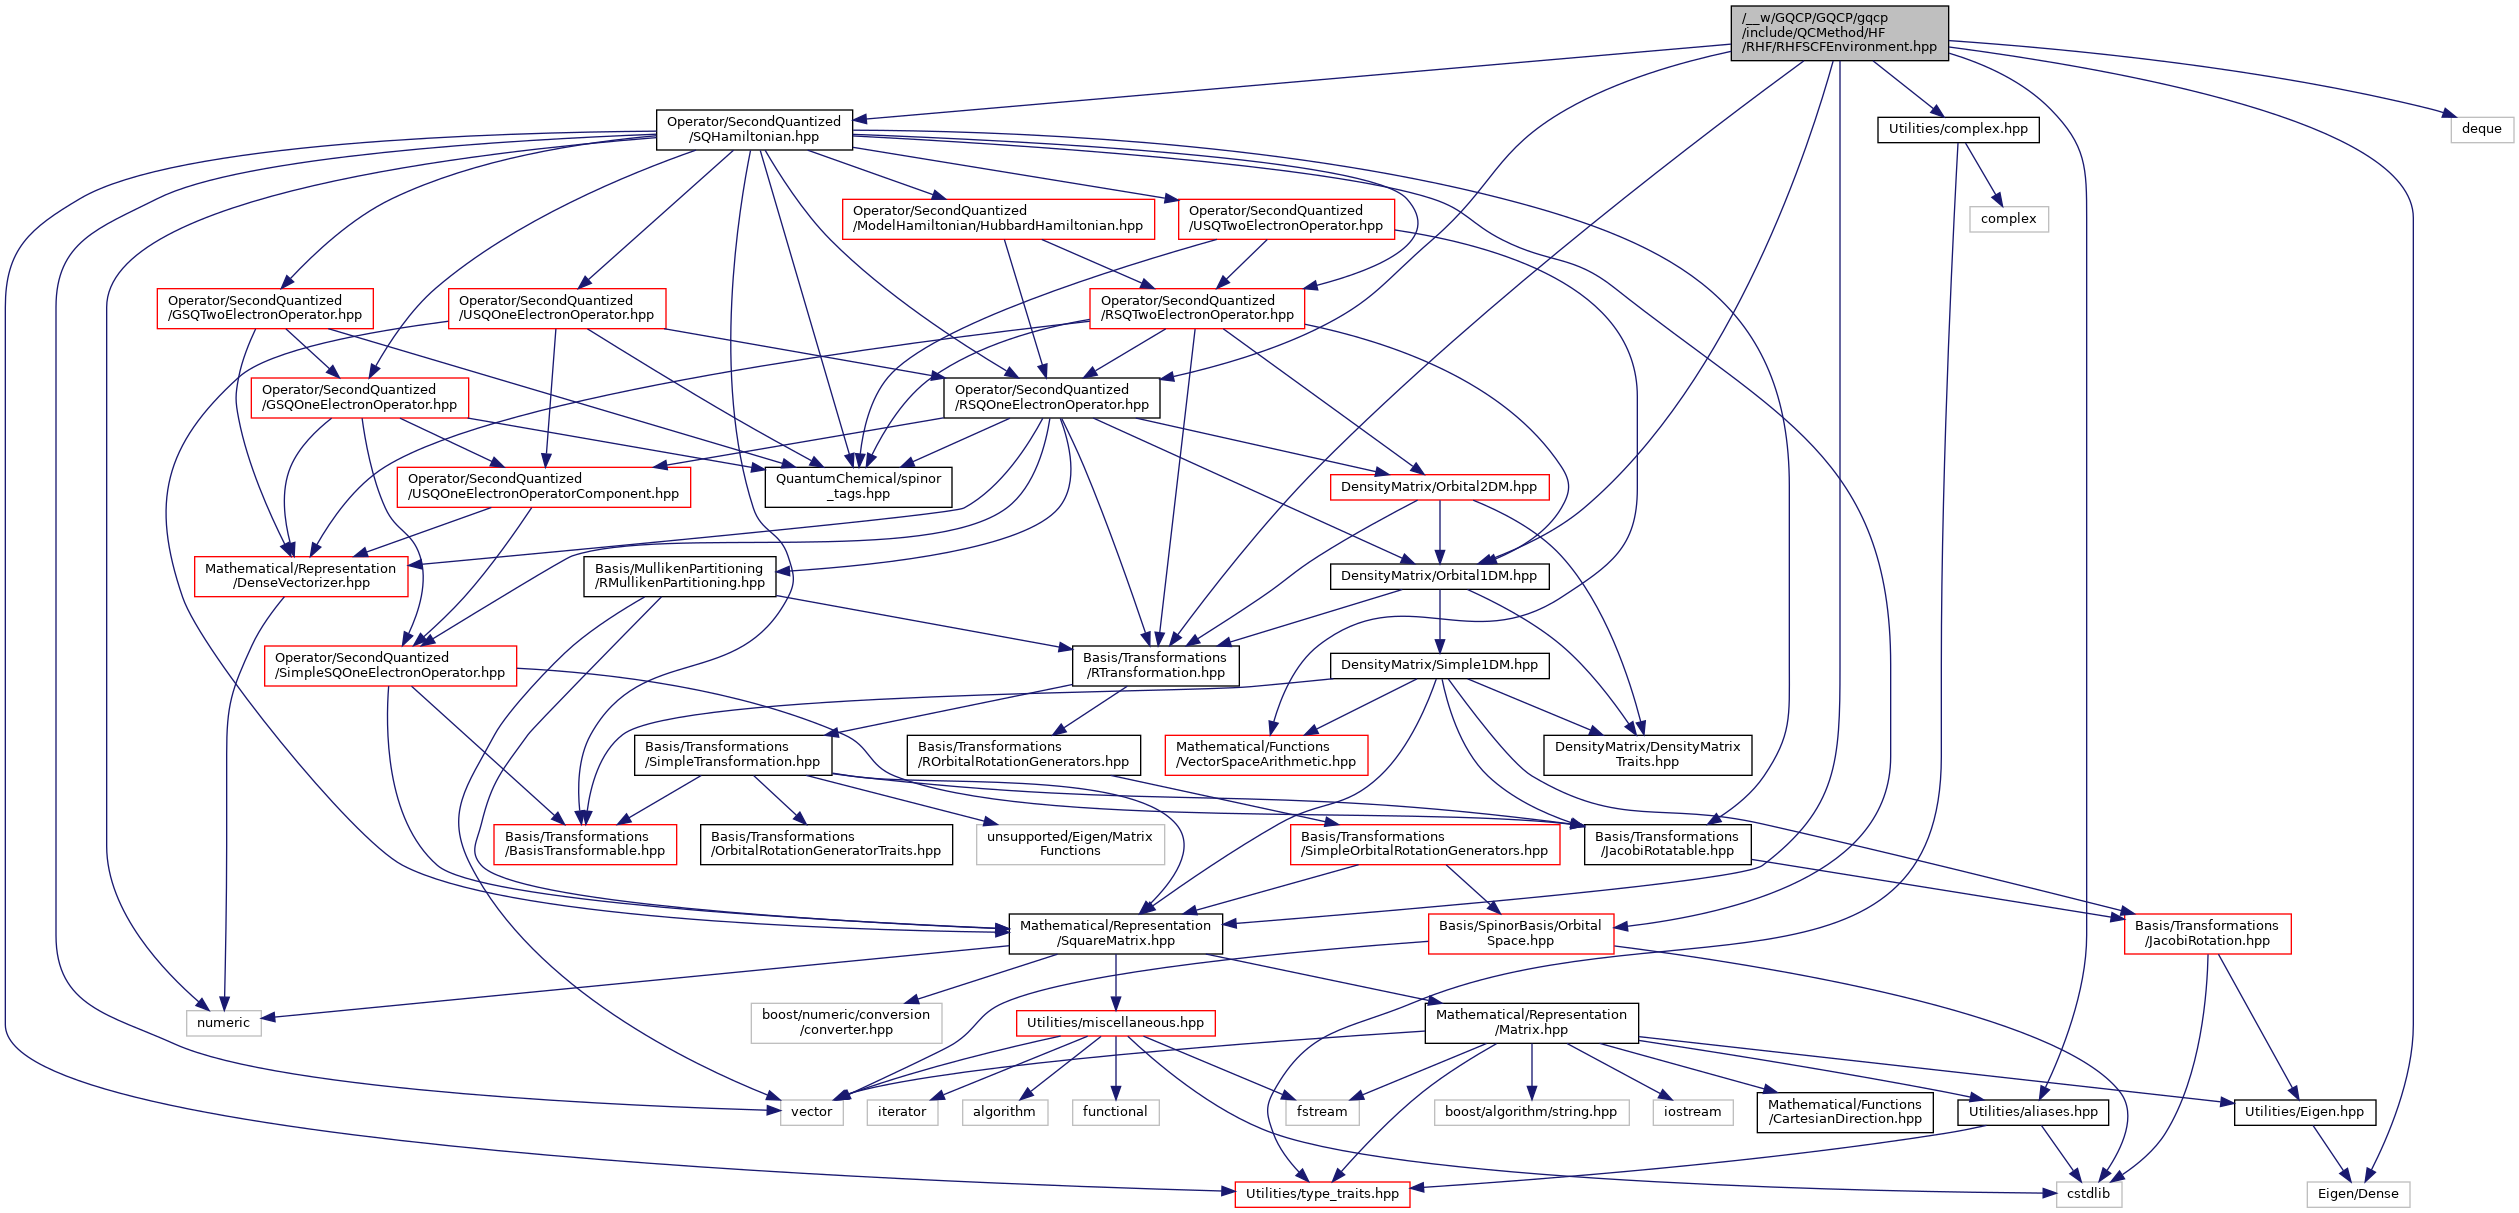 /__w/GQCP/GQCP/gqcp
/include/QCMethod/HF
/RHF/RHFSCFEnvironment.hpp
Operator/SecondQuantized
/SQHamiltonian.hpp
Utilities/complex.hpp
deque
Operator/SecondQuantized
/ModelHamiltonian/HubbardHamiltonian.hpp
Operator/SecondQuantized
/USQTwoElectronOperator.hpp
complex
Operator/SecondQuantized
/GSQTwoElectronOperator.hpp
Operator/SecondQuantized
/USQOneElectronOperator.hpp
Operator/SecondQuantized
/RSQTwoElectronOperator.hpp
Operator/SecondQuantized
/GSQOneElectronOperator.hpp
Operator/SecondQuantized
/RSQOneElectronOperator.hpp
Operator/SecondQuantized
/USQOneElectronOperatorComponent.hpp
QuantumChemical/spinor
_tags.hpp
DensityMatrix/Orbital2DM.hpp
Mathematical/Representation
/DenseVectorizer.hpp
Basis/MullikenPartitioning
/RMullikenPartitioning.hpp
DensityMatrix/Orbital1DM.hpp
Operator/SecondQuantized
/SimpleSQOneElectronOperator.hpp
Basis/Transformations
/RTransformation.hpp
DensityMatrix/Simple1DM.hpp
Basis/Transformations
/SimpleTransformation.hpp
Basis/Transformations
/ROrbitalRotationGenerators.hpp
Mathematical/Functions
/VectorSpaceArithmetic.hpp
DensityMatrix/DensityMatrix
Traits.hpp
Basis/Transformations
/BasisTransformable.hpp
Basis/Transformations
/OrbitalRotationGeneratorTraits.hpp
unsupported/Eigen/Matrix
Functions
Basis/Transformations
/SimpleOrbitalRotationGenerators.hpp
Basis/Transformations
/JacobiRotatable.hpp
Mathematical/Representation
/SquareMatrix.hpp
Basis/SpinorBasis/Orbital
Space.hpp
Basis/Transformations
/JacobiRotation.hpp
numeric
boost/numeric/conversion
/converter.hpp
Utilities/miscellaneous.hpp
Mathematical/Representation
/Matrix.hpp
vector
iterator
algorithm
functional
fstream
boost/algorithm/string.hpp
iostream
Mathematical/Functions
/CartesianDirection.hpp
Utilities/aliases.hpp
Utilities/Eigen.hpp
Utilities/type_traits.hpp
cstdlib
Eigen/Dense